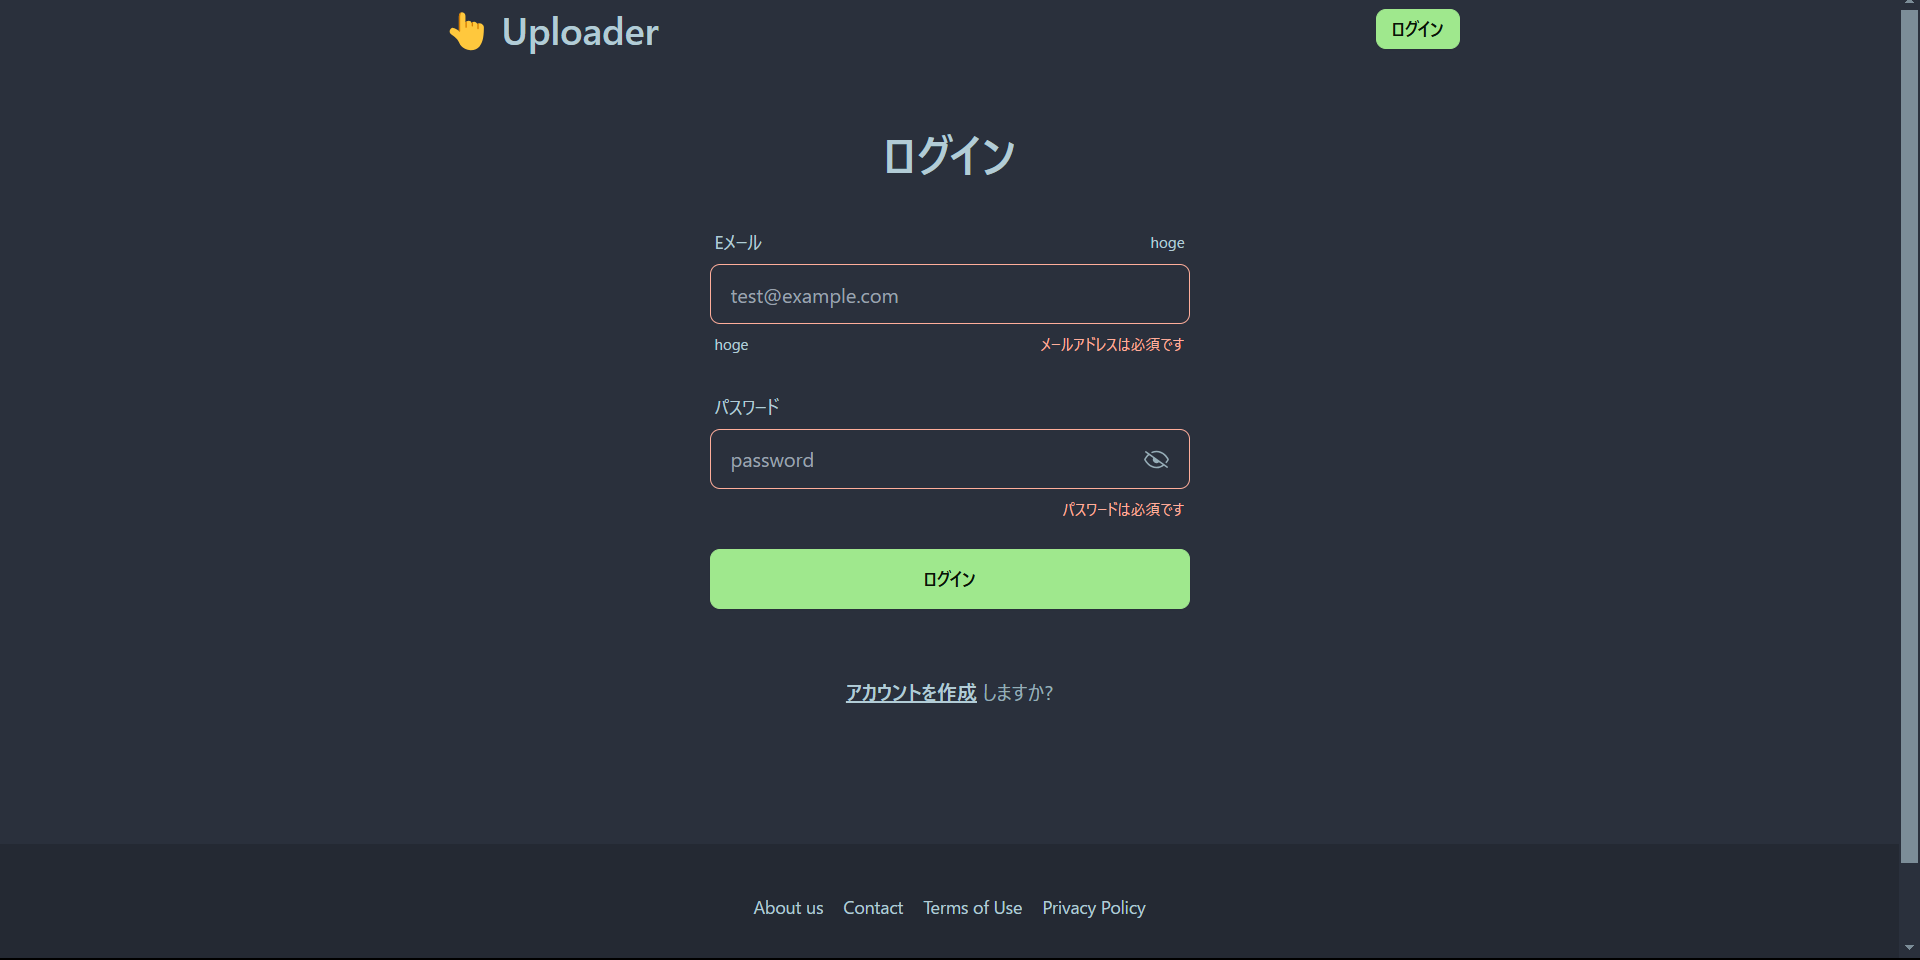 Uploader
ログイン
ログイン
Eメール hoge
test@example.com
hoge メールアドレスは必須です
パスワード
password
パスワードは必須です
ログイン
アカウントを作成 しますか?
About us Contact Terms of Use Privacy Policy